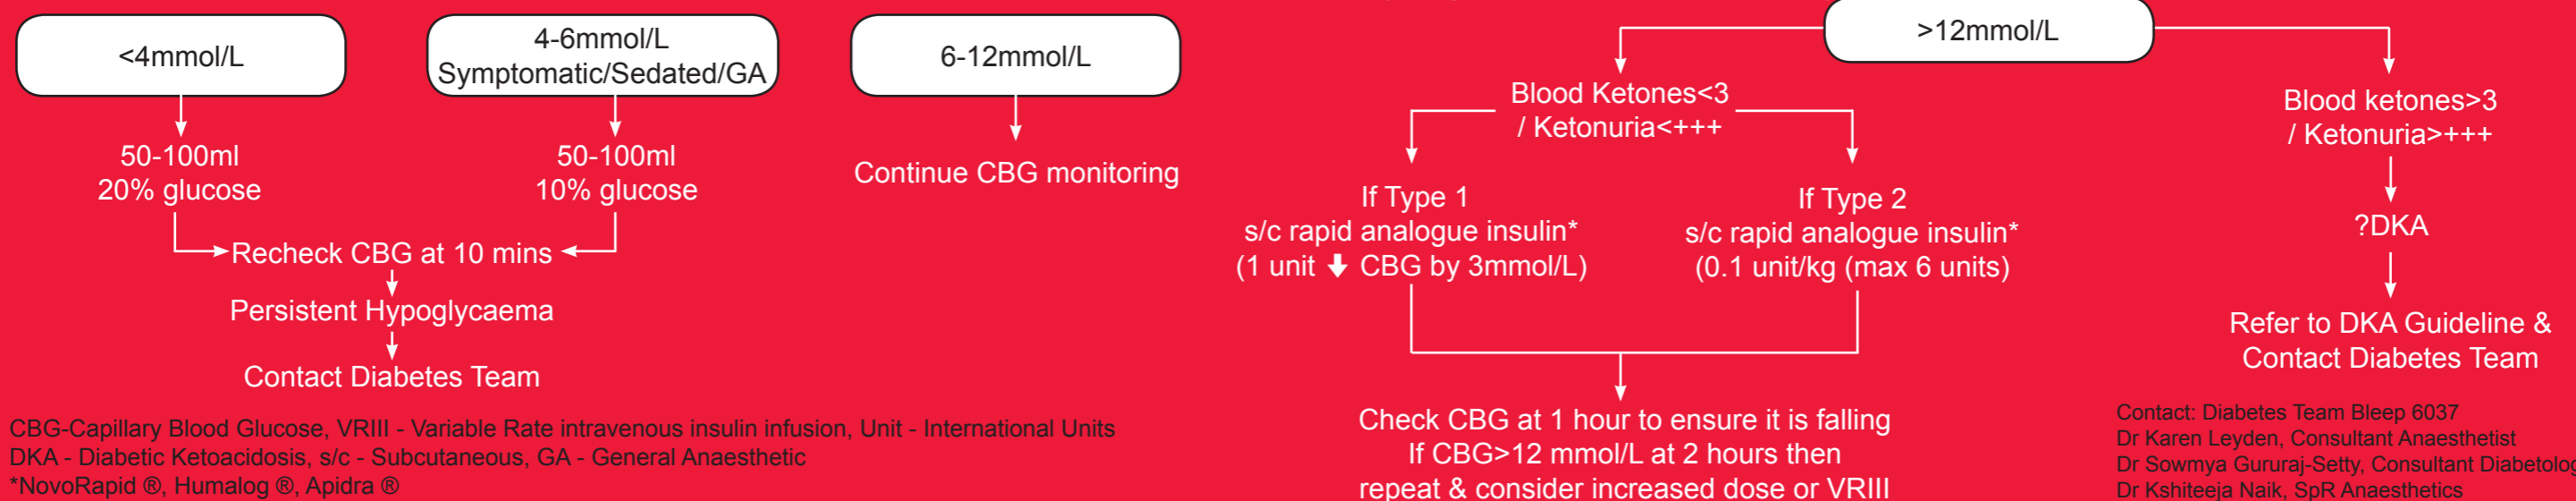 <4mmol/L
50-100ml
20% glucose
4-6mmol/L
Symptomatic/Sedated/GA
50-100ml
10% glucose
Recheck CBG at 10 mins
Persistent Hypoglycaema
Contact Diabetes Team
6-12mmol/L
Continue CBG monitoring
>12mmol/L
Blood Ketones<3
/ Ketonuria<+++
If Type 1
s/c rapid analogue insulin*
(1 unit ⬇ CBG by 3mmol/L)
If Type 2
s/c rapid analogue insulin*
(0.1 unit/kg (max 6 units)
Check CBG at 1 hour to ensure it is falling
If CBG>12 mmol/L at 2 hours then
repeat & consider increased dose or VRIII
Blood ketones>3
/ Ketonuria>+++
?DKA
Refer to DKA Guideline &
Contact Diabetes Team
CBG-Capillary Blood Glucose, VRIII - Variable Rate intravenous insulin infusion, Unit - International Units
DKA - Diabetic Ketoacidosis, s/c - Subcutaneous, GA - General Anaesthetic
*NovoRapid ®, Humalog ®, Apidra ®
Contact: Diabetes Team Bleep 6037
Dr Karen Leyden, Consultant Anaesthetist
Dr Sowmya Gururaj-Setty, Consultant
Dr Kshiteeja Naik, SpR Anaesthetics